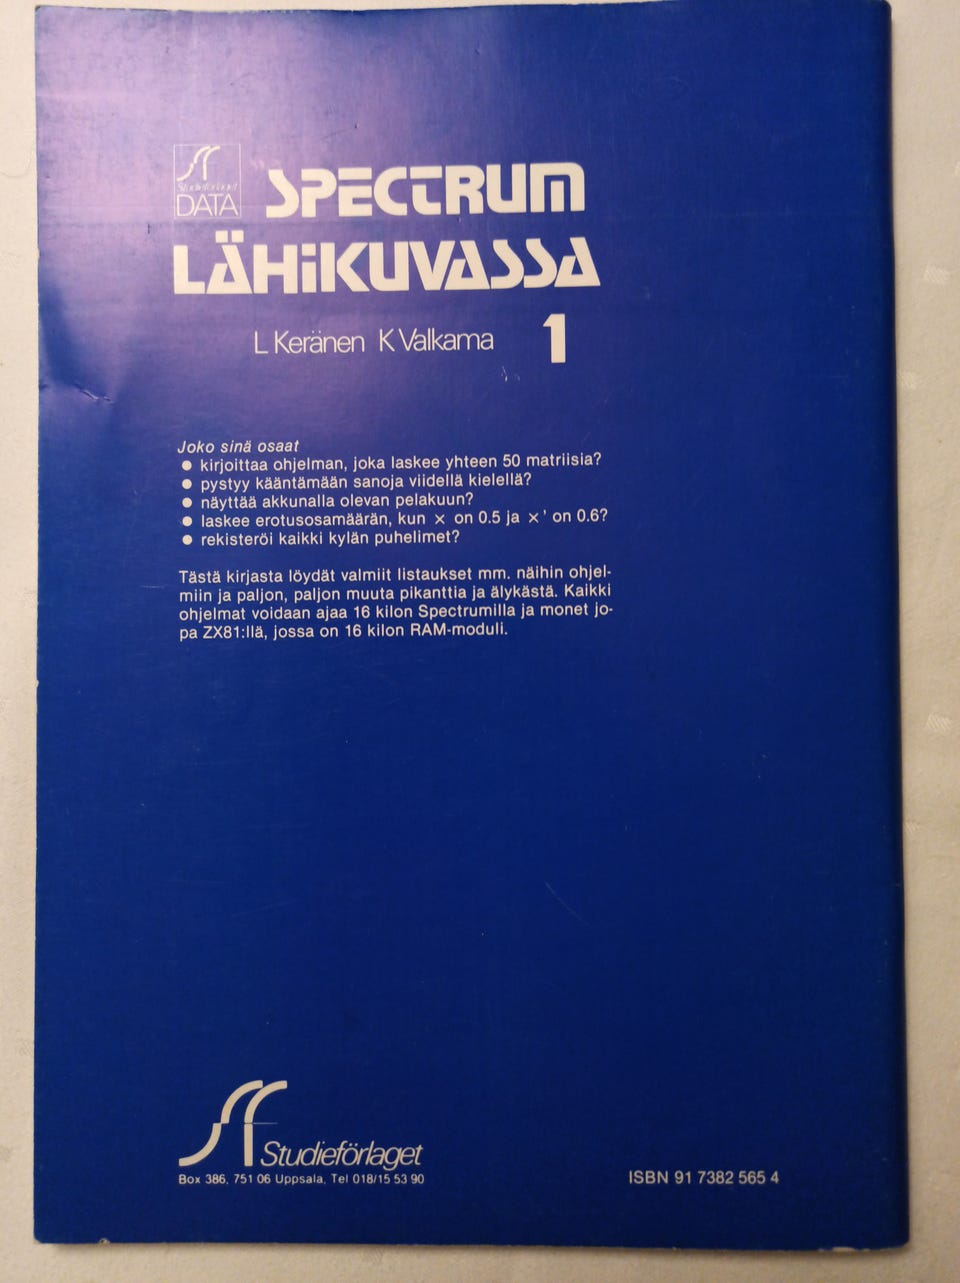 Studieförlaget
DATA
SPECTRUM
LÄHIKUVASSA
L Keränen K Valkama 1
Joko sinä osaat
● kirjoittaa ohjelman, joka laskee yhteen 50 matriisia?
● pystyy kääntämään sanoja viidellä kielellä?
● näyttää akkunalla olevan pelakuun?
● laskee erotusosamäärän, kun × on 0.5 ja ×' on 0.6?
● rekisteröi kaikki kylän puhelimet?
Tästä kirjasta löydät valmiit listaukset mm. näihin ohjel-
miin ja paljon, paljon muuta pikanttia ja älykästä. Kaikki
ohjelmat voidaan ajaa 16 kilon Spectrumilla ja monet jo-
pa ZX81:llä, jossa on 16 kilon RAM-moduli.
Studieförlaget
Box 386, 751 06 Uppsala, Tel 018/15 53 90
ISBN 91 7382 565 4